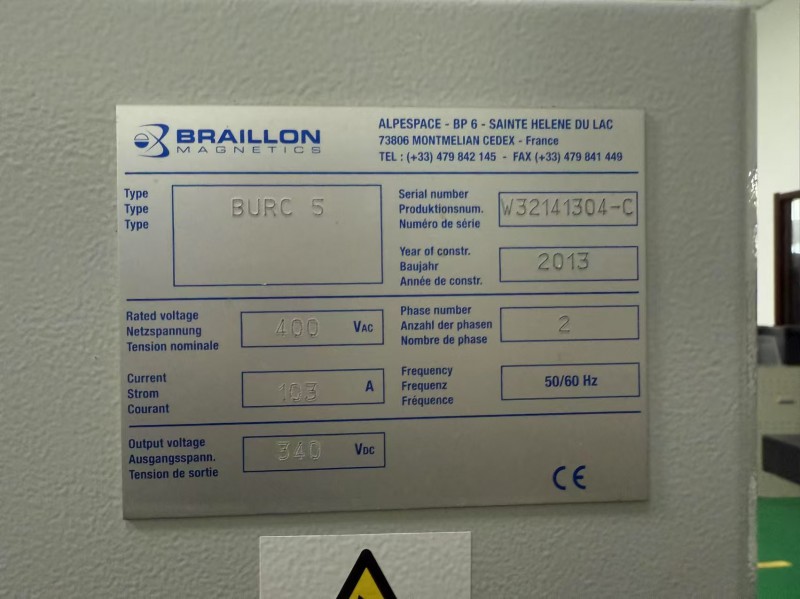 BRAILLON
MAGNETICS
ALPESPACE - BP 6 - SAINTE HELENE DU LAC
73806 MONTMELIAN CEDEX - France
TEL : (+33) 479 842 145 - FAX (+33) 479 841 449
Type
Type
Type
BURC 5
Serial number
Produktionsnum.
Numéro de série
W32141304-C
Year of constr.
Baujahr
Année de constr.
2013
Rated voltage
Netzspannung
Tension nominale
400 VAC
Phase number
Anzahl der phasen
Nombre de phase
2
Current
Strom
Courant
103 A
Frequency
Frequenz
Fréquence
50/60 Hz
Output voltage
Ausgangsspann.
Tension de sortie
340 VDC
CE